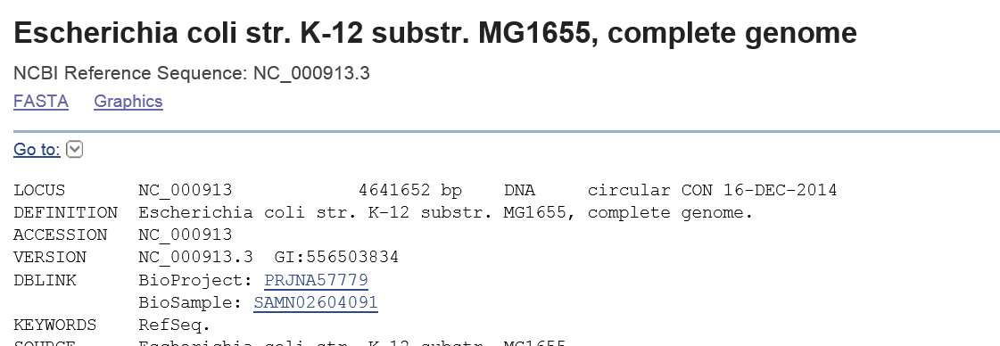 Escherichia coli str. K-12 substr. MG1655, complete genome
NCBI Reference Sequence: NC_000913.3
FASTA Graphics
Go to:
LOCUS NC_000913 4641652 bp DNA circular CON 16-DEC-2014
DEFINITION Escherichia coli str. K-12 substr. MG1655, complete genome.
ACCESSION NC_000913
VERSION NC_000913.3 GI:556503834
DBLINK BioProject: PRJNA57779
BioSample: SAMN02604091
KEYWORDS RefSeq.
SOURCE Escherichia coli str. K-12 substr. MG1655